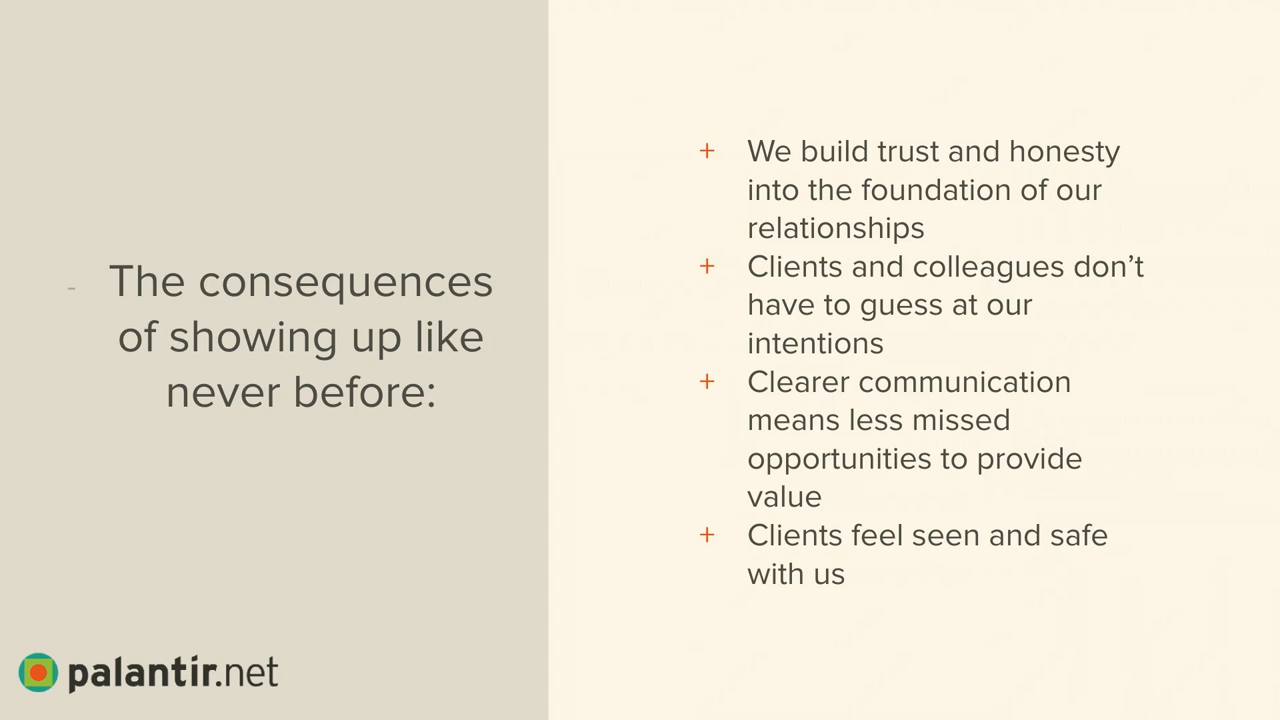 - The consequences
of showing up like
never before:
+ We build trust and honesty
into the foundation of our
relationships
+ Clients and colleagues don’t
have to guess at our
intentions
+ Clearer communication
means less missed
opportunities to provide
value
+ Clients feel seen and safe
with us
palantir.net